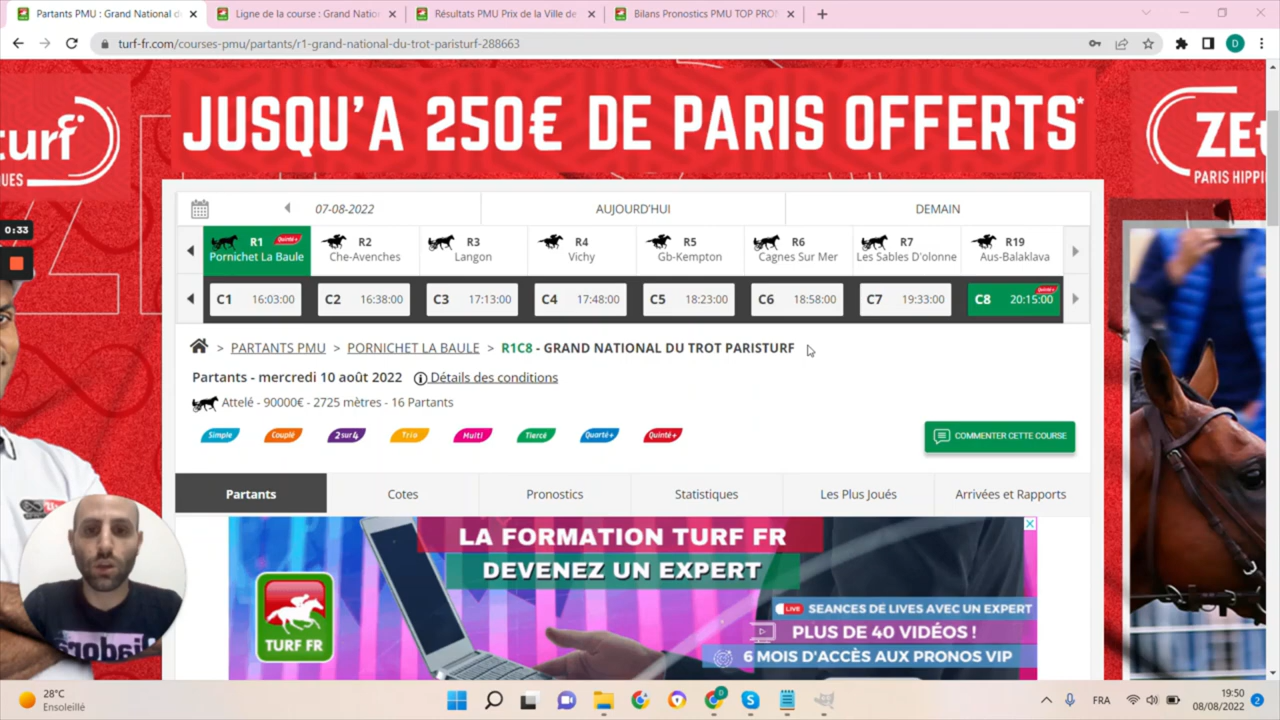 Partants PMU : Grand National d
Ligne de la course : Grand Natio
Résultats PMU Prix de la Ville de
Bilans Pronostics PMU TOP PRO
turf-fr.com/courses-pmu/partants/r1-grand-national-du-trot-paristurf-288663
D
JUSQU'A 250€ DE PARIS OFFERTS*
turf
QUES
ZEt
PARIS HIPPI
07-08-2022
AUJOURD'HUI
DEMAIN
R1 Quinté+
Pornichet La Baule
R2
Che-Avenches
R3
Langon
R4
Vichy
R5
Gb-Kempton
R6
Cagnes Sur Mer
R7
Les Sables D'olonne
R19
Aus-Balaklava
0:33
C1 16:03:00
C2 16:38:00
C3 17:13:00
C4 17:48:00
C5 18:23:00
C6 18:58:00
C7 19:33:00
C8 20:15:00 Quinté+
> PARTANTS PMU > PORNICHET LA BAULE > R1C8 - GRAND NATIONAL DU TROT PARISTURF
Partants - mercredi 10 août 2022 Détails des conditions
Attelé - 90000€ - 2725 mètres - 16 Partants
Simple
Couplé
2sur4
Trio
Multi
Tiercé
Quarté+
Quinté+
COMMENTER CETTE COURSE
Partants
Cotes
Pronostics
Statistiques
Les Plus Joués
Arrivées et Rapports
LA FORMATION TURF FR
DEVENEZ UN EXPERT
TURF FR
LIVE SEANCES DE LIVES AVEC UN EXPERT
PLUS DE 40 VIDÉOS !
6 MOIS D'ACCÈS AUX PRONOS VIP
28°C
Ensoleillé
FRA
19:50
08/08/2022
2